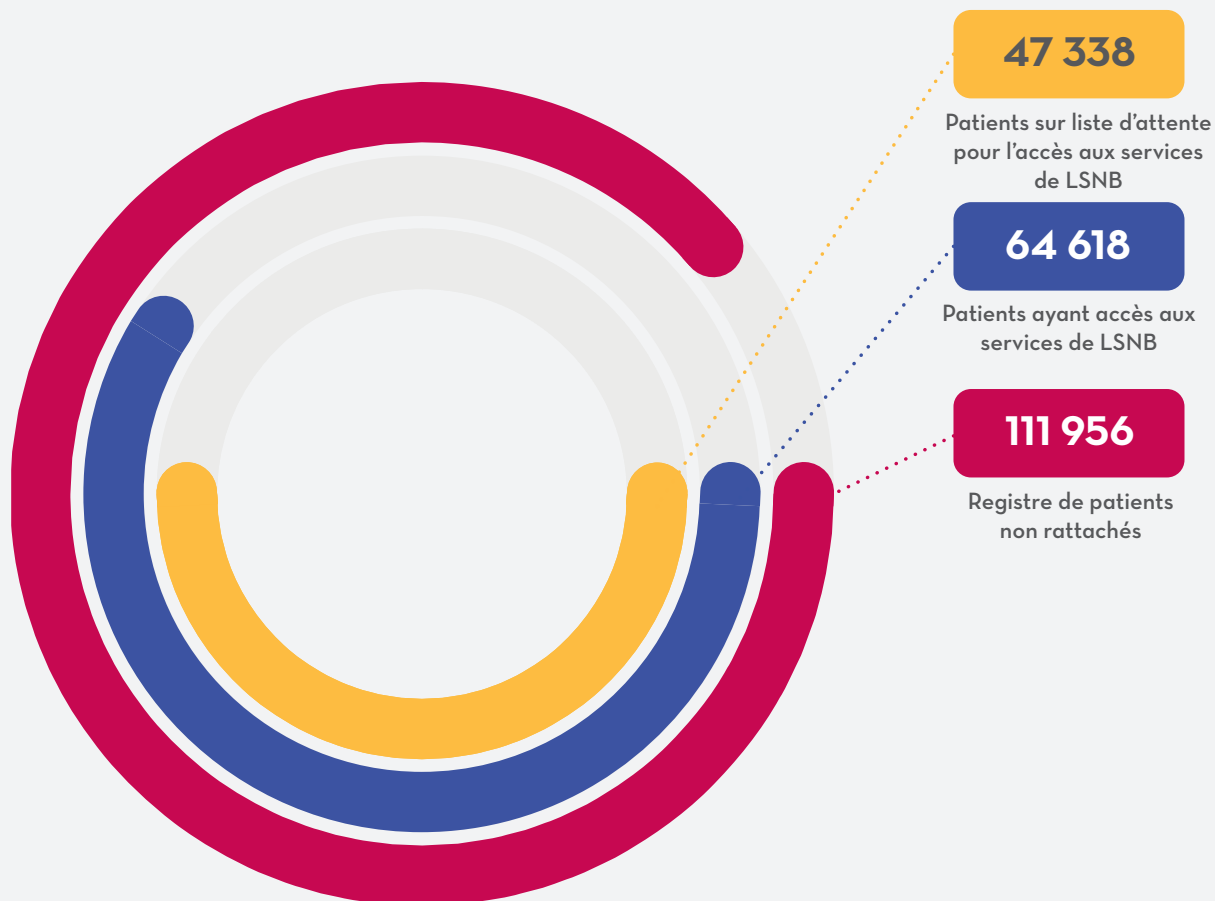 47 338
Patients sur liste d’attente
pour l’accès aux services
de LSNB
64 618
Patients ayant accès aux
services de LSNB
111 956
Registre de patients
non rattachés